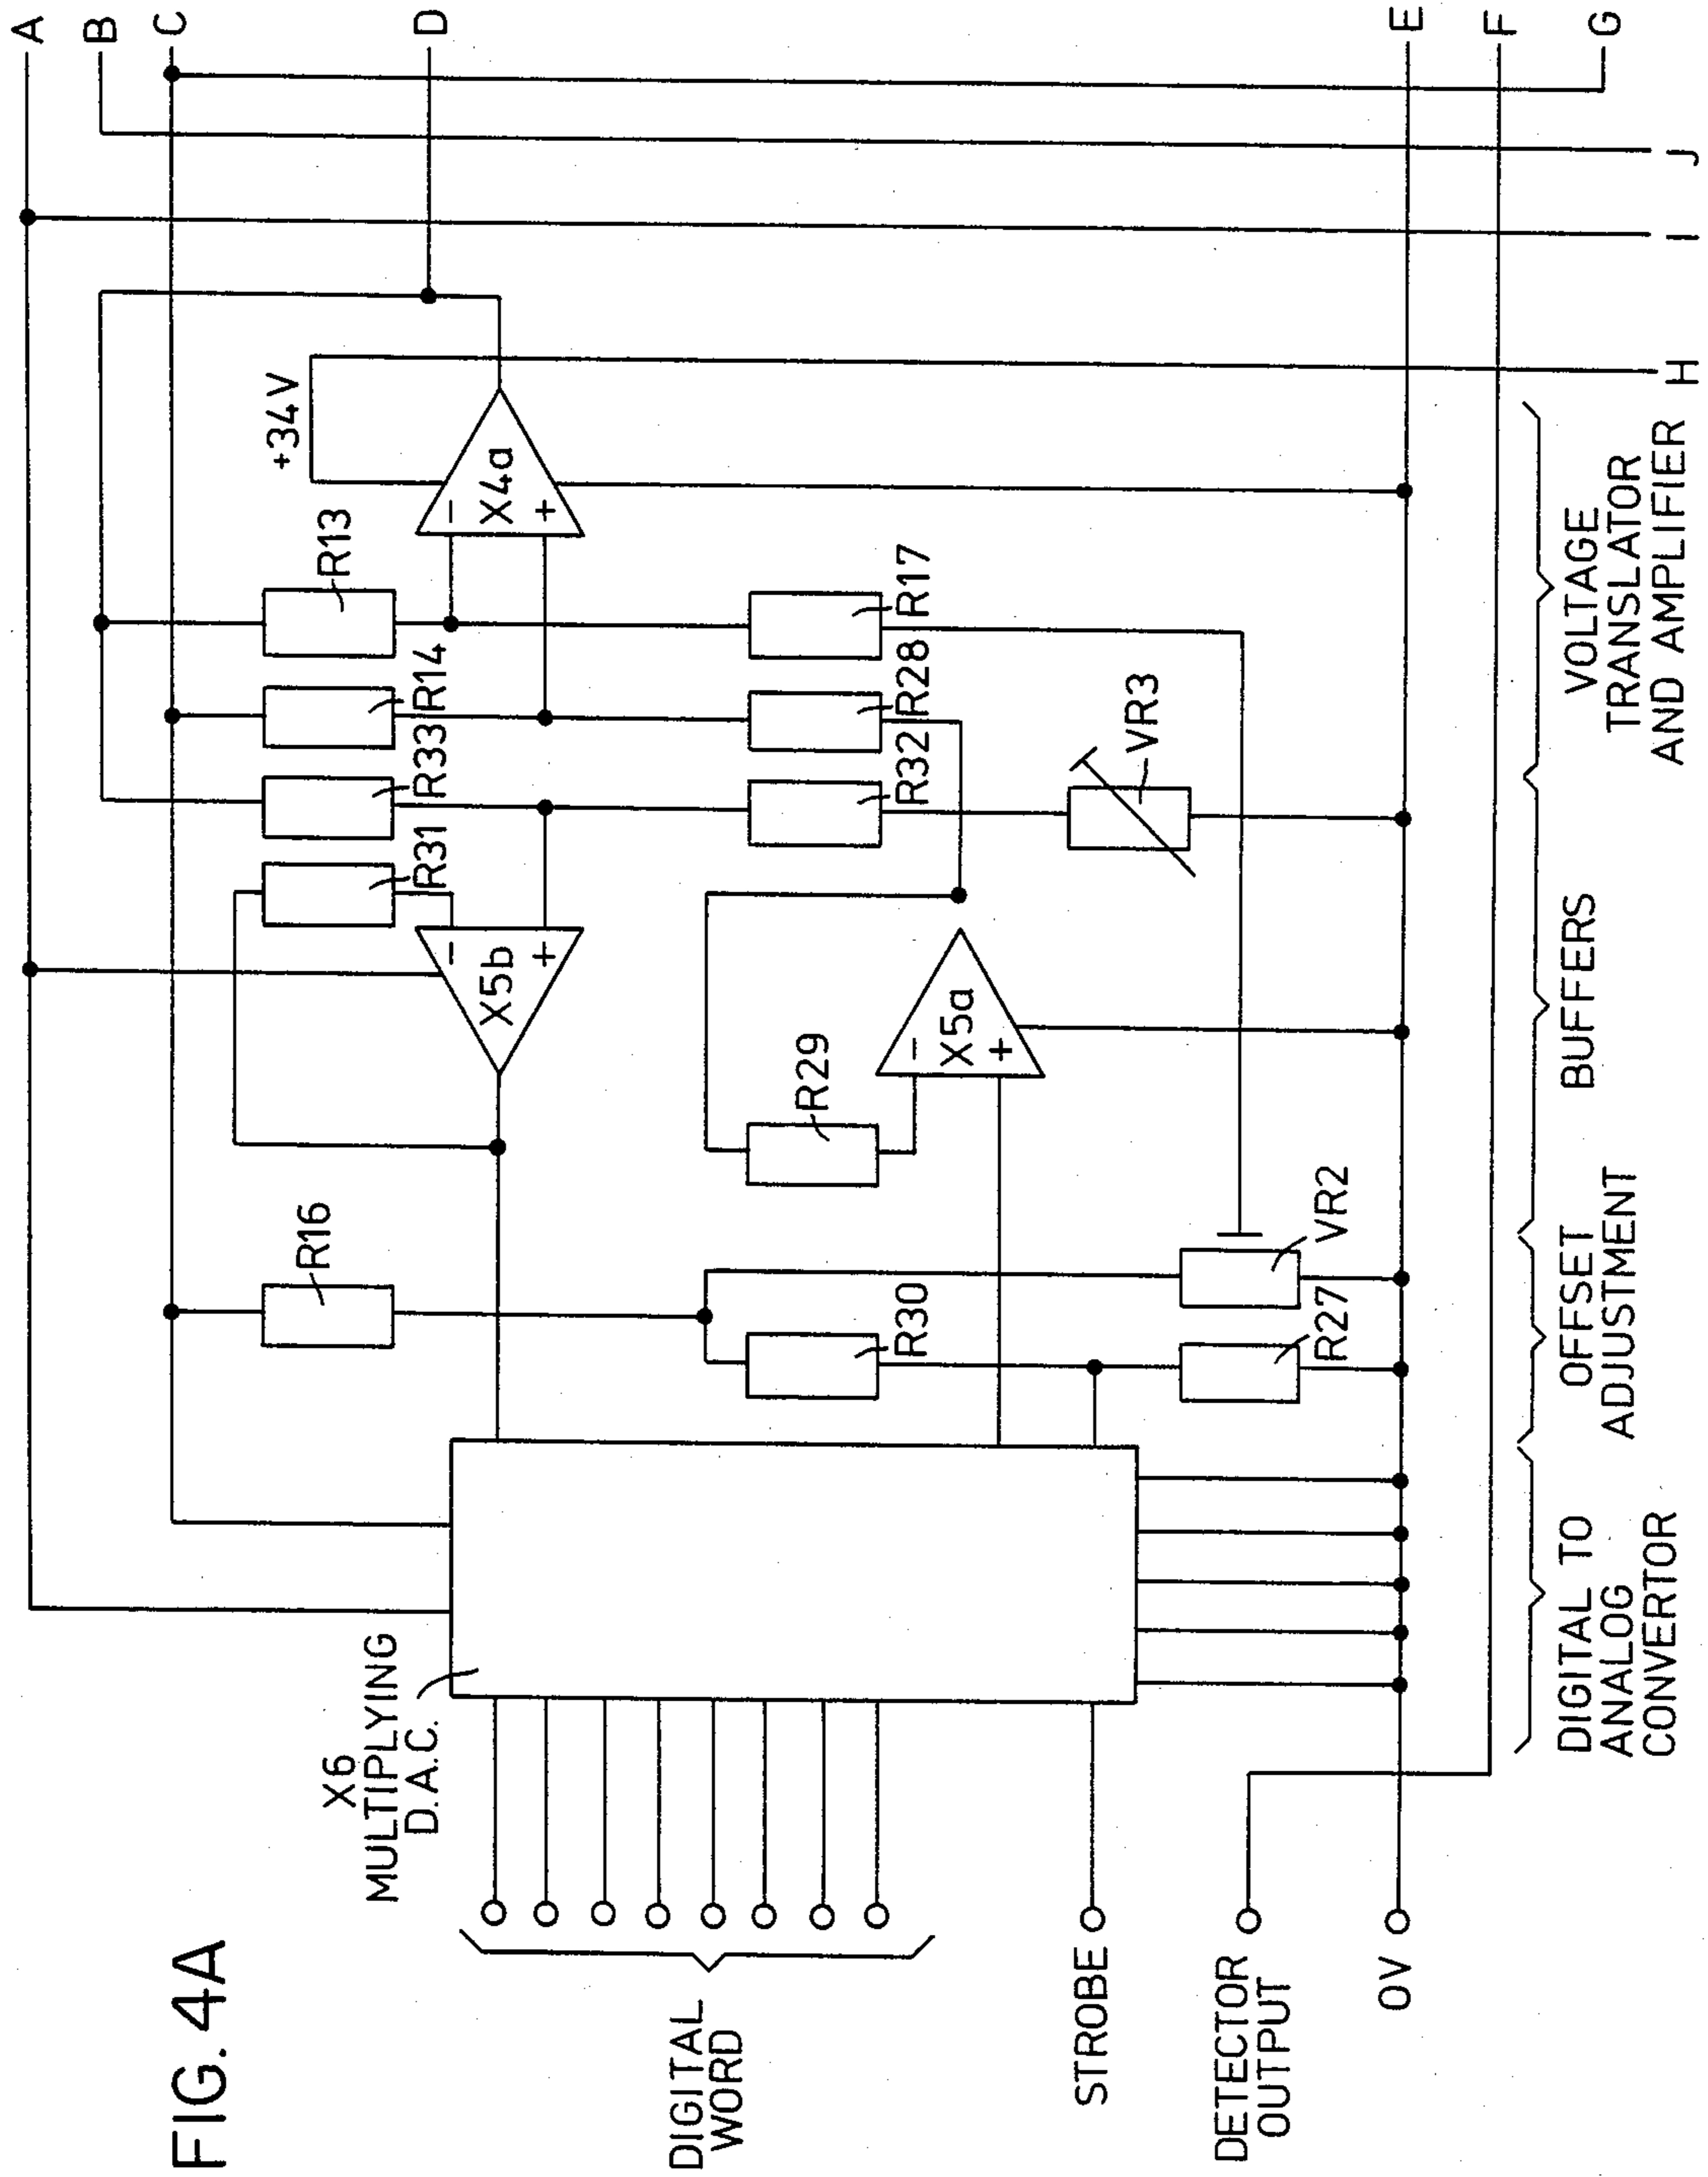 FIG. 4A
A
B
C
D
E
F
G
H
I
J
X6
MULTIPLYING
D.A.C.
DIGITAL
WORD
STROBE
DETECTOR
OUTPUT
0V
R16
R30
R27
VR2
X5b
-
+
R31
R33
R14
R13
R29
X5a
-
+
R32
R28
R17
VR3
X4a
-
+
+34V
DIGITAL TO
ANALOG
CONVERTOR
OFFSET
ADJUSTMENT
BUFFERS
VOLTAGE
TRANSLATOR
AND AMPLIFIER